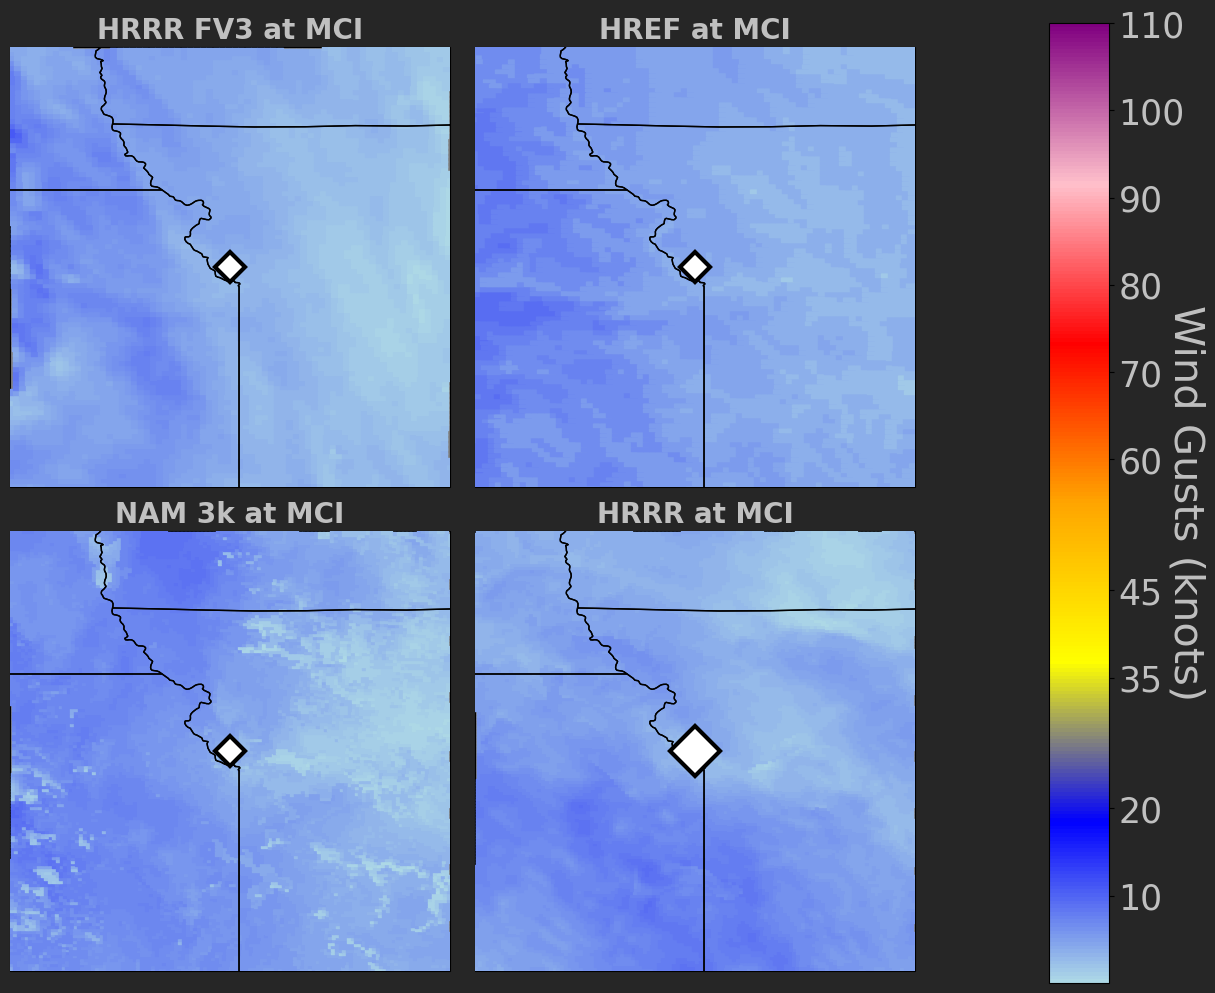 HRRR FV3 at MCI
HREF at MCI
NAM 3k at MCI
HRRR at MCI
110
100
90
80
70
60
45
35
20
10
Wind Gusts (knots)